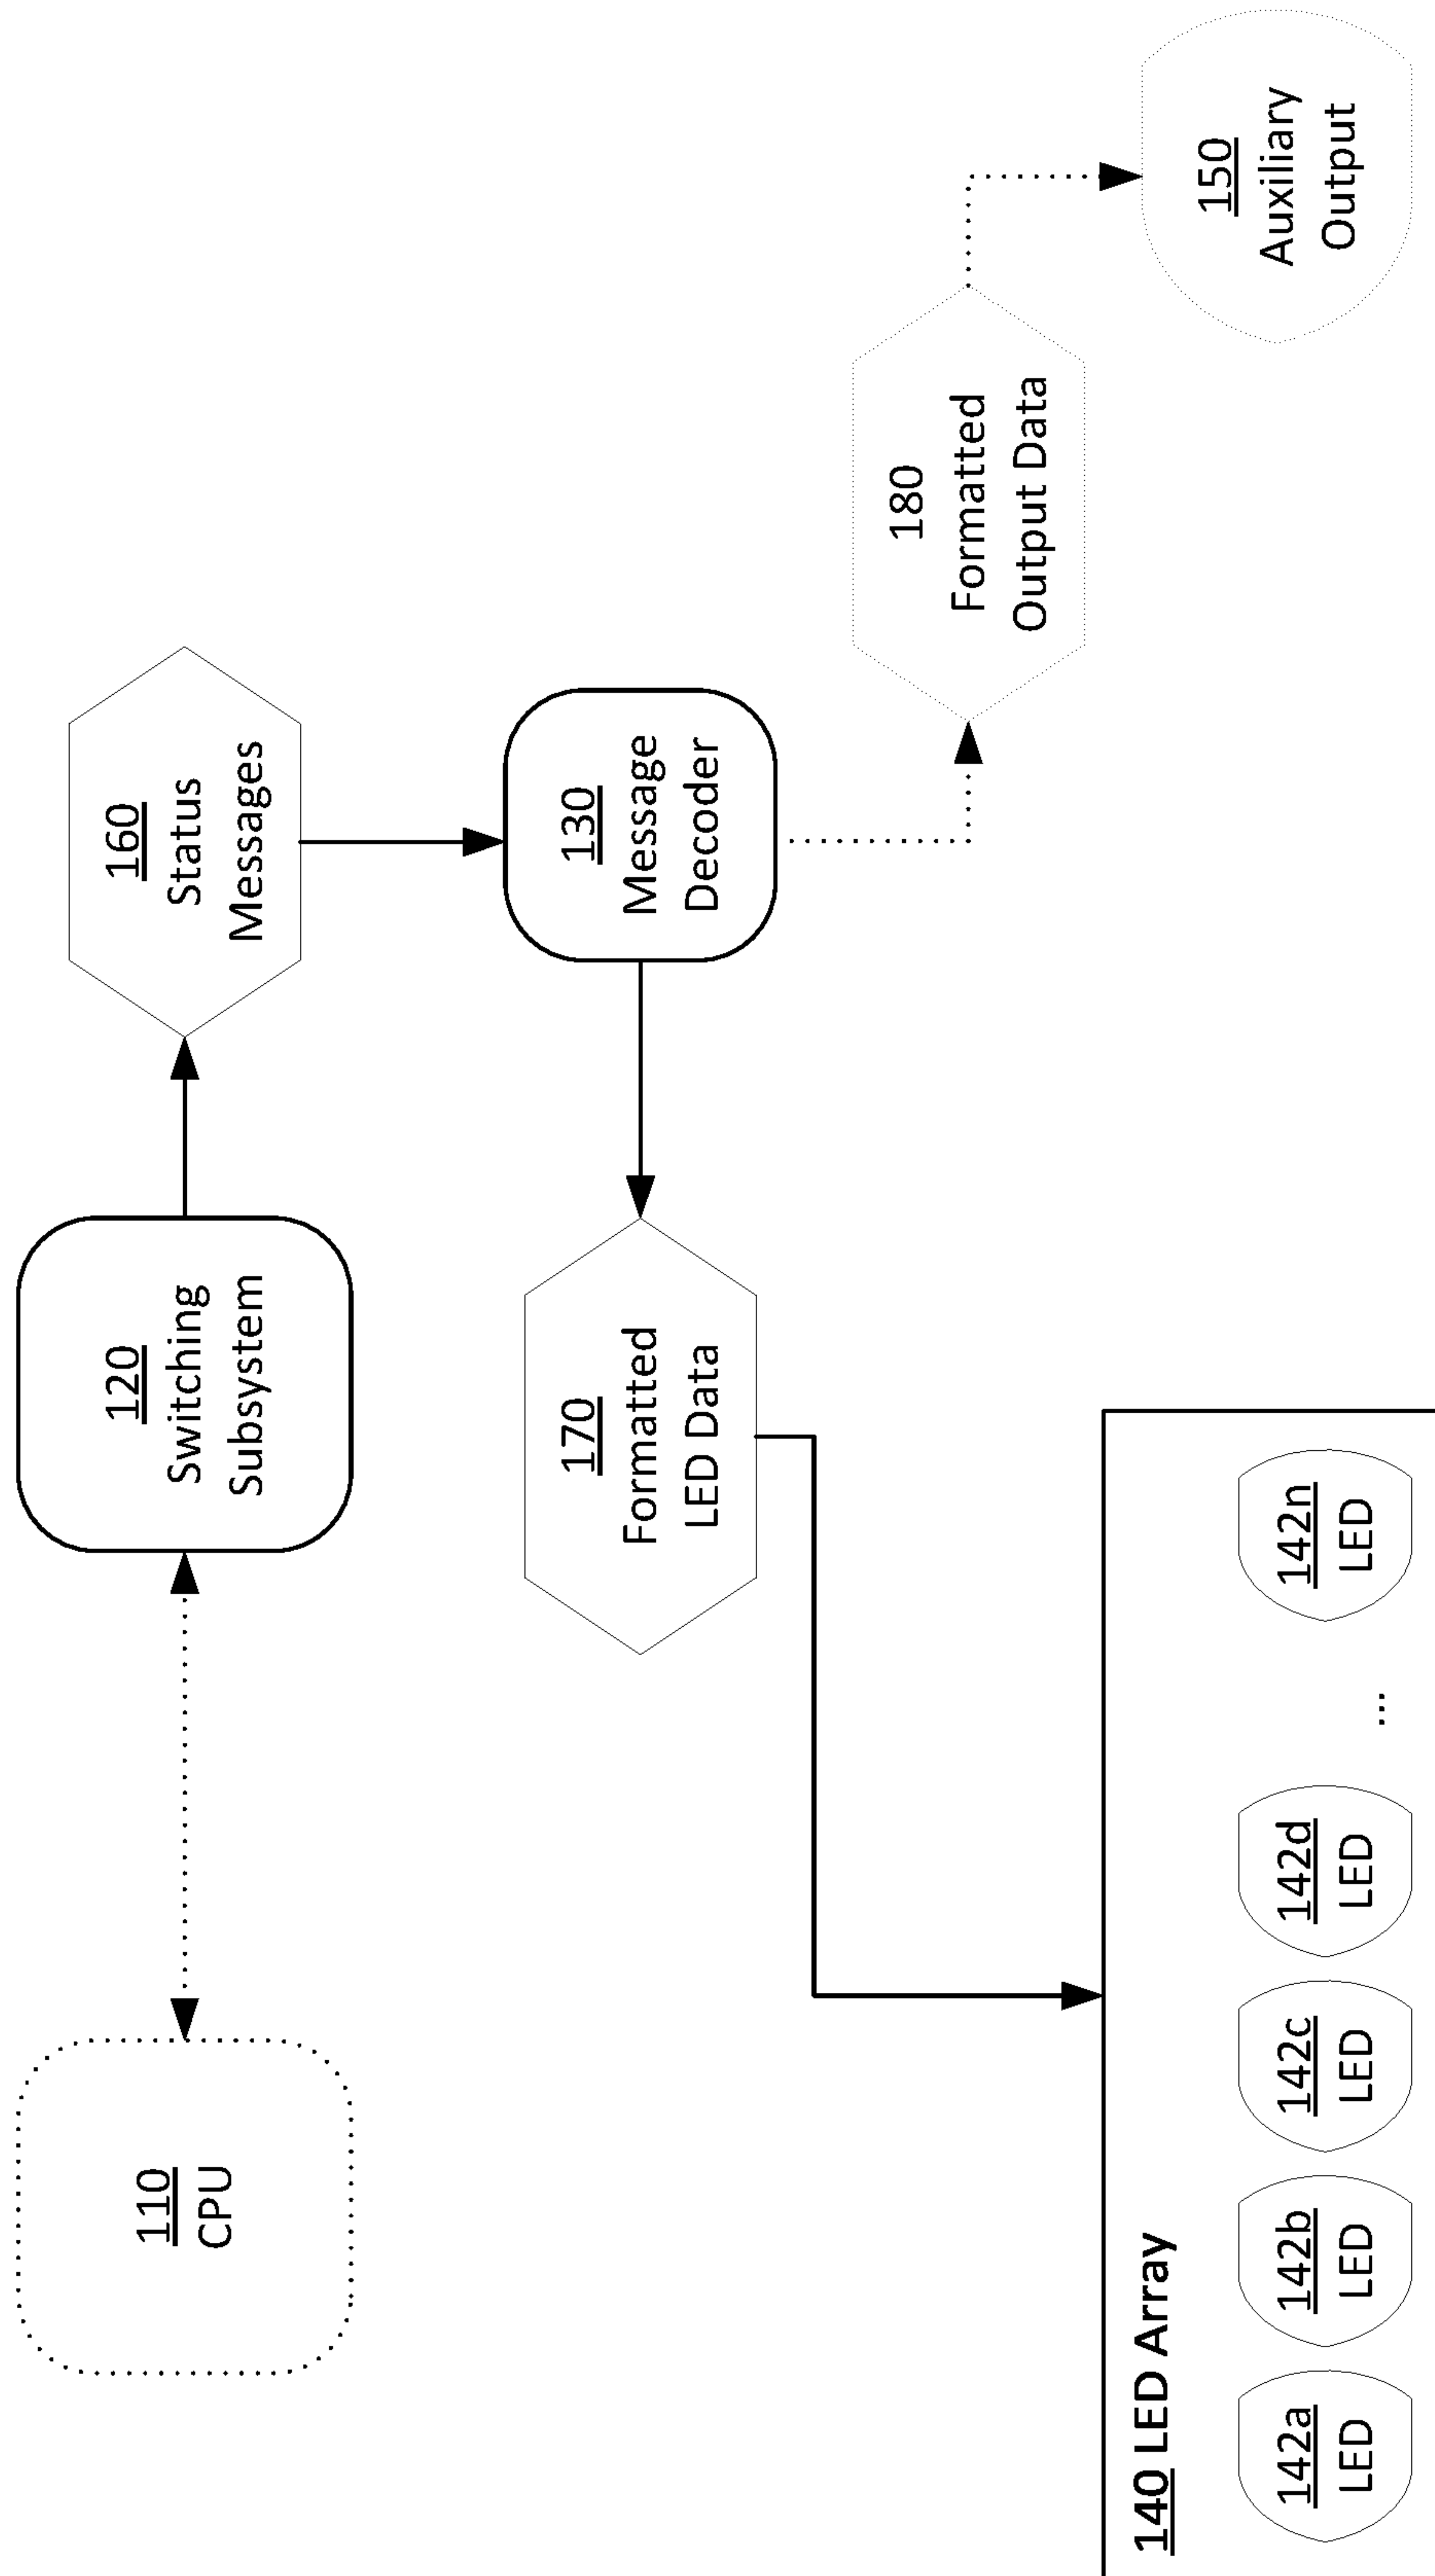 110
CPU
120
Switching
Subsystem
160
Status
Messages
170
Formatted
LED Data
130
Message
Decoder
180
Formatted
Output Data
140 LED Array
142a
LED
142b
LED
142c
LED
142d
LED
...
142n
LED
150
Auxiliary
Output